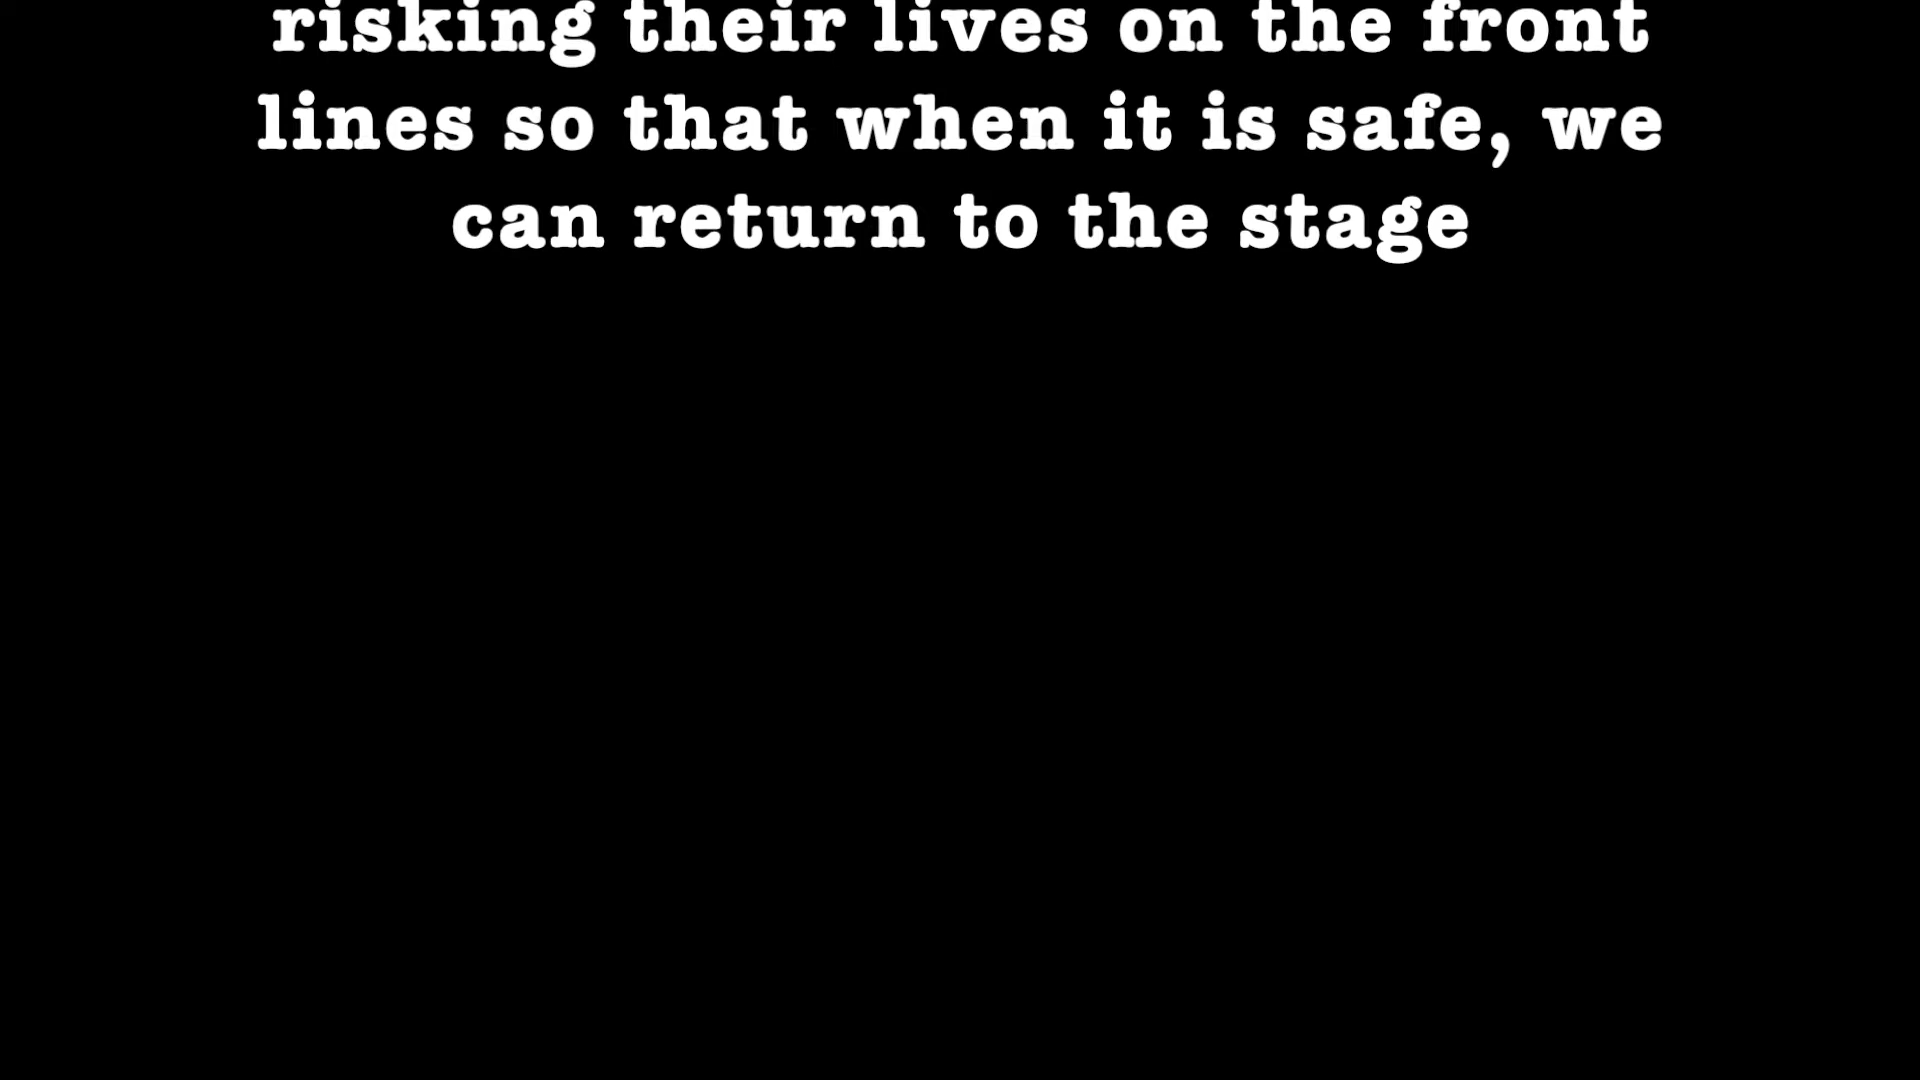 risking their lives on the front
lines so that when it is safe, we
can return to the stage